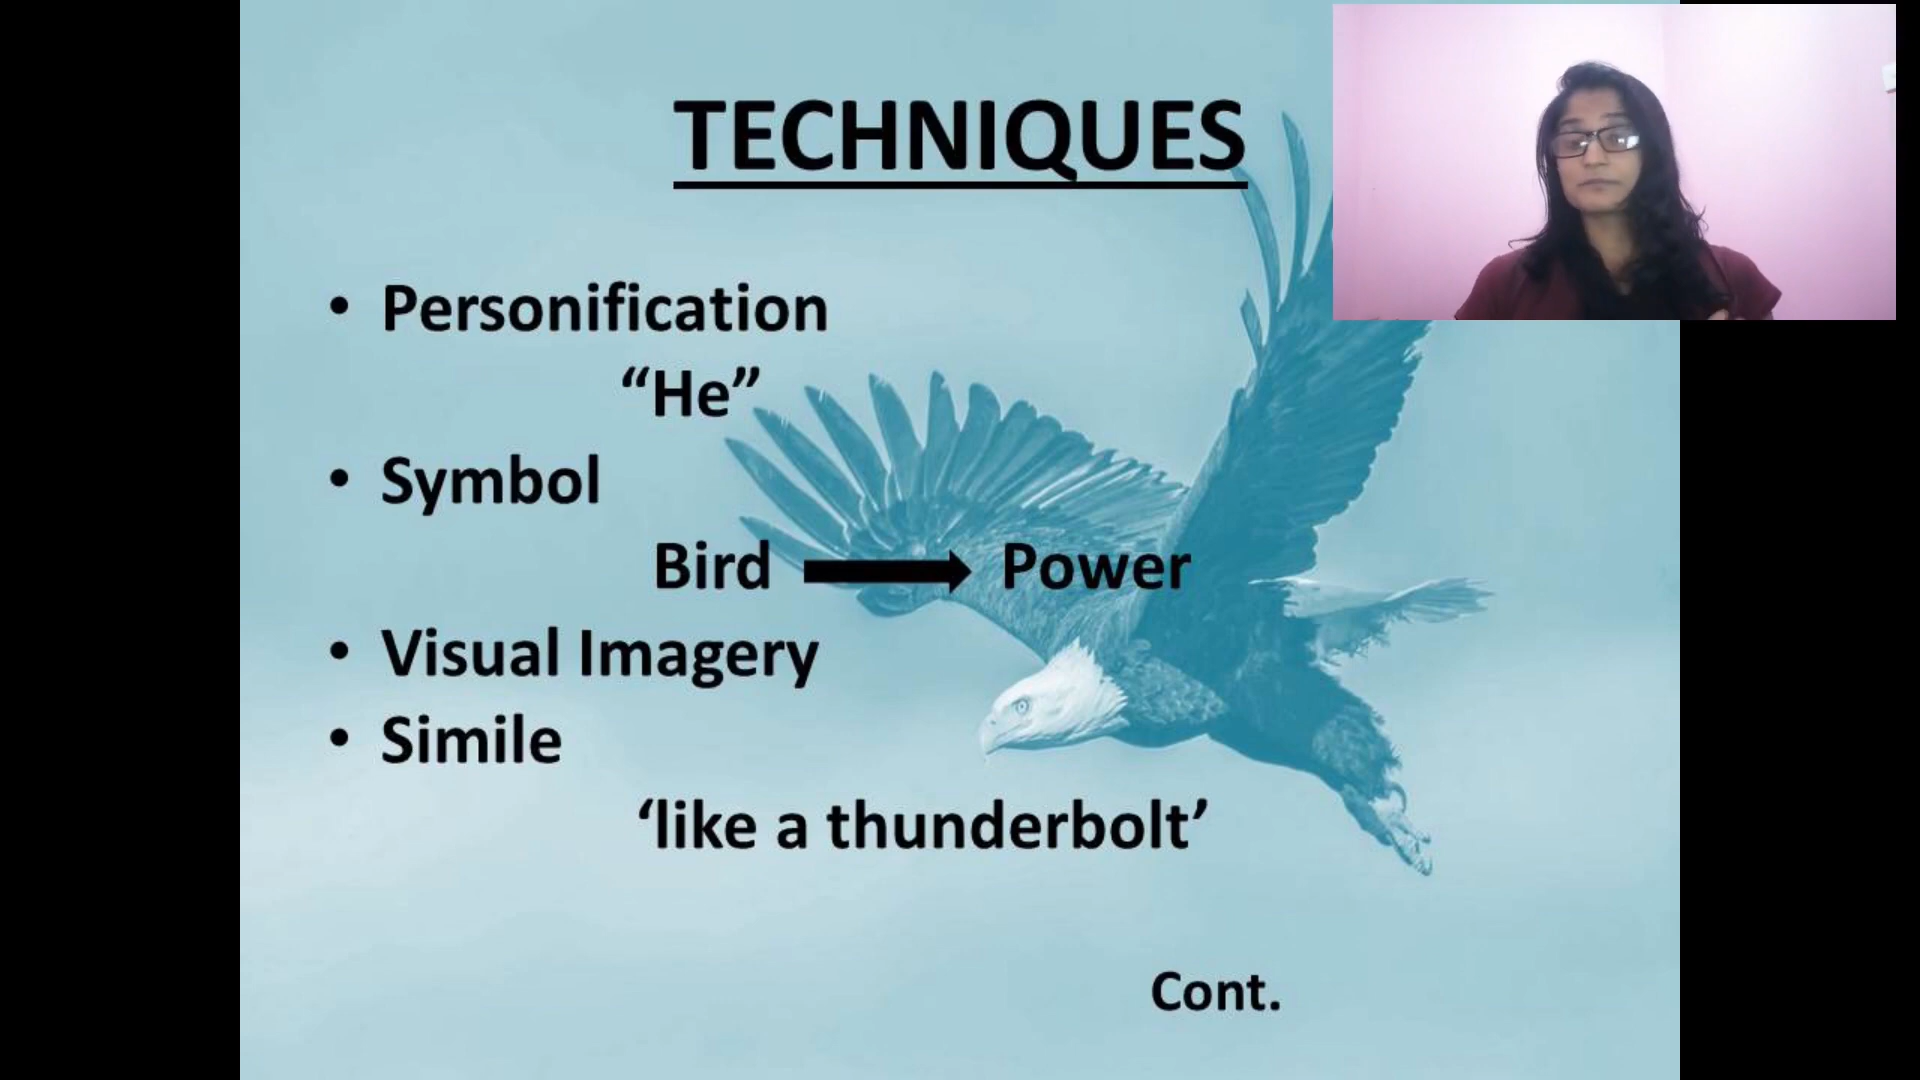 TECHNIQUES
• Personification
“He”
• Symbol
Bird Power
• Visual Imagery
• Simile
‘like a thunderbolt’
Cont.